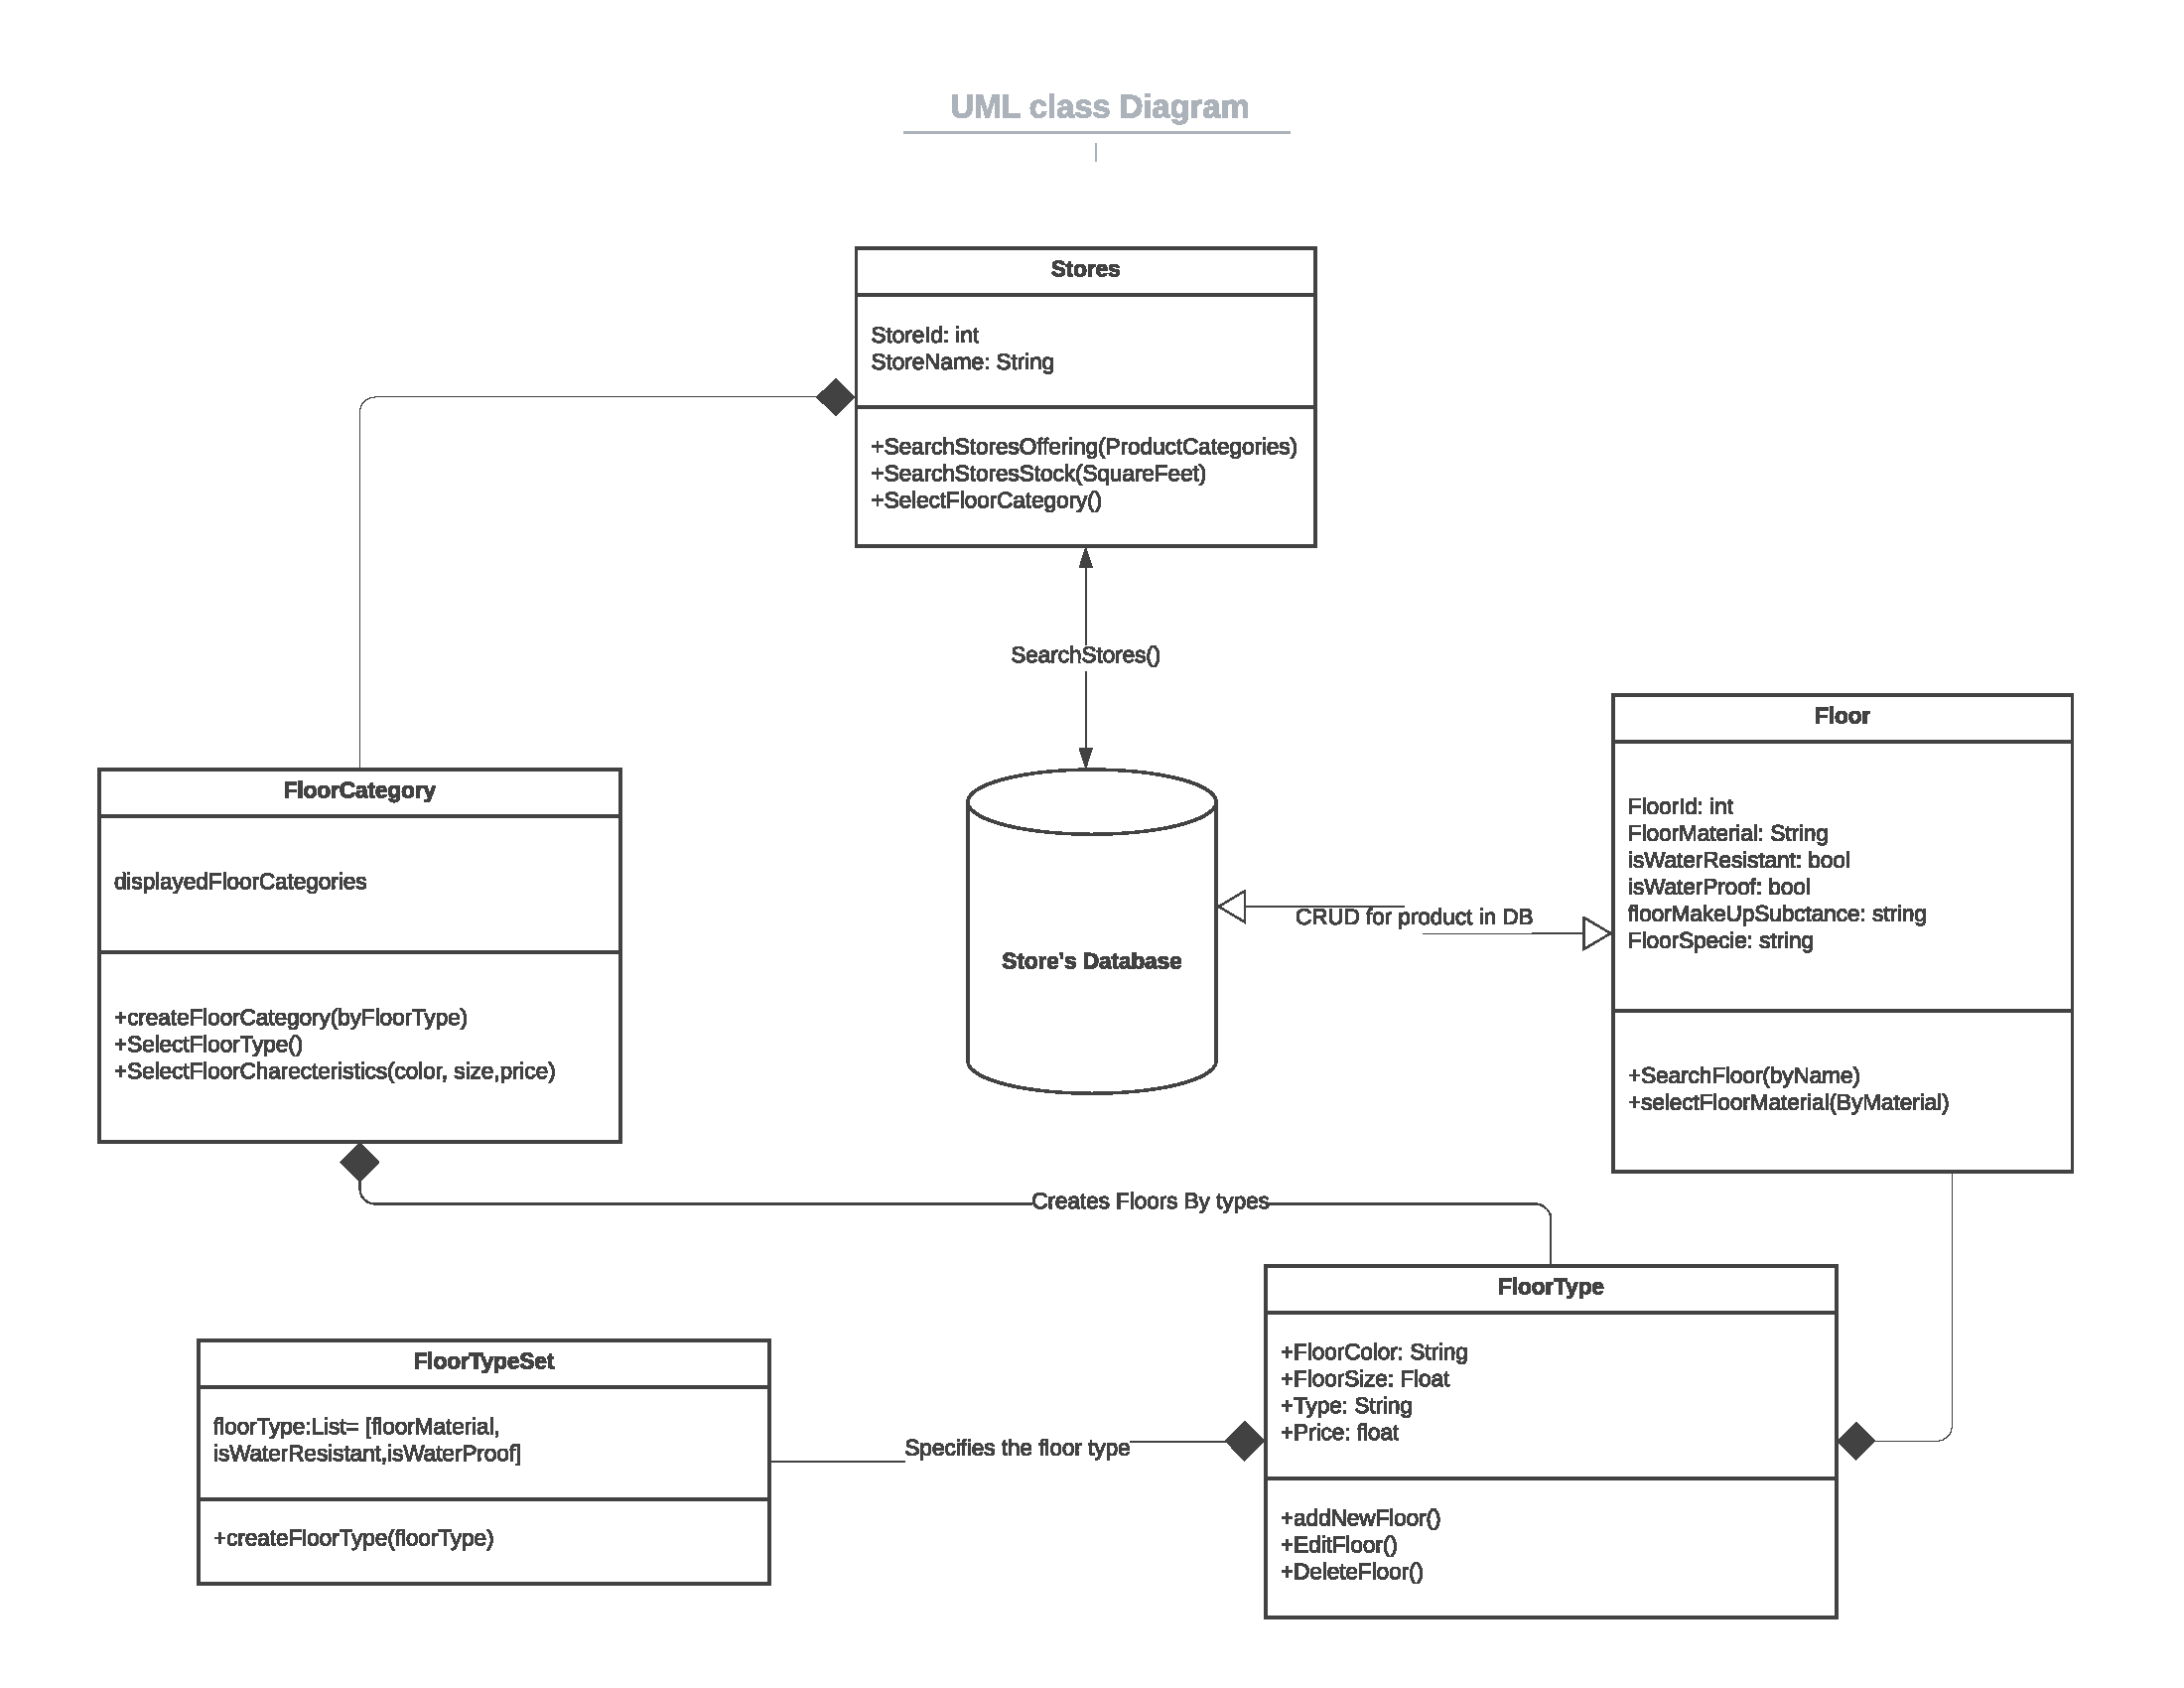 UML class Diagram
Stores
StoreId: int
StoreName: String
+SearchStoresOffering(ProductCategories)
+SearchStoresStock(SquareFeet)
+SelectFloorCategory()
SearchStores()
Floor
FloorId: int
FloorMaterial: String
isWaterResistant: bool
isWaterProof: bool
floorMakeUpSubctance: string
FloorSpecie: string
+SearchFloor(byName)
+selectFloorMaterial(ByMaterial)
FloorCategory
displayedFloorCategories
+createFloorCategory(byFloorType)
+SelectFloorType()
+SelectFloorCharecteristics(color, size,price)
CRUD for product in DB
Store's Database
Creates Floors By types
FloorType
+FloorColor: String
+FloorSize: Float
+Type: String
+Price: float
+addNewFloor()
+EditFloor()
+DeleteFloor()
FloorTypeSet
floorType:List= [floorMaterial,
isWaterResistant,isWaterProof]
+createFloorType(floorType)
Specifies the floor type